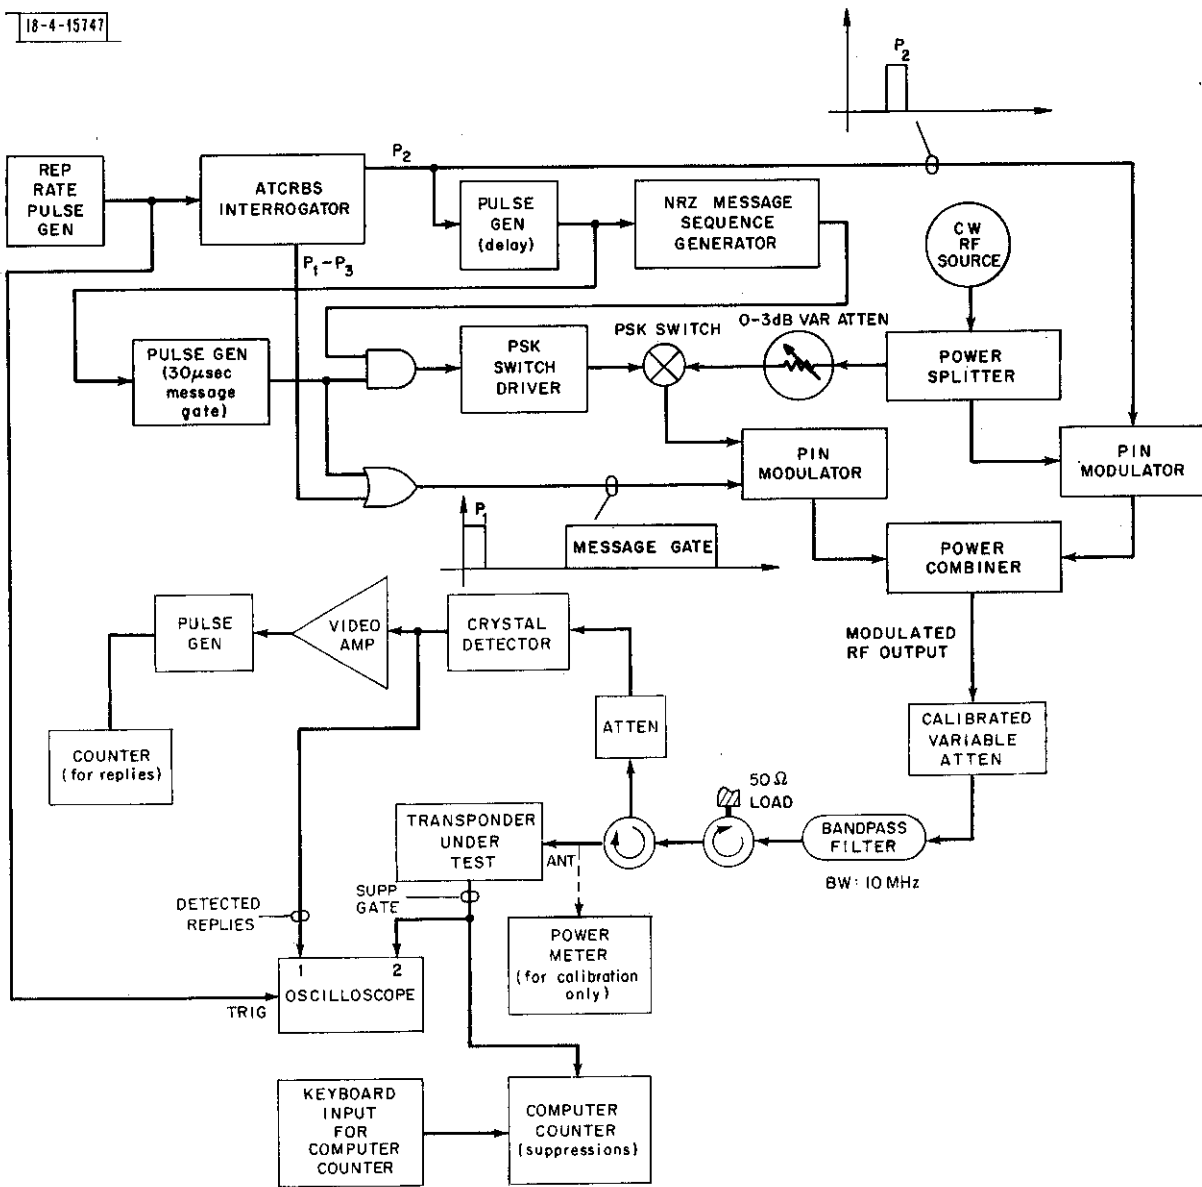 18-4-15747
P2
REP
RATE
PULSE
GEN
ATCRBS
INTERROGATOR
P2
PULSE
GEN
(delay)
NRZ MESSAGE
SEQUENCE
GENERATOR
CW
RF
SOURCE
P1-P3
PULSE GEN
(30μsec
message
gate)
PSK
SWITCH
DRIVER
PSK SWITCH
0-3dB VAR ATTEN
POWER
SPLITTER
PIN
MODULATOR
PIN
MODULATOR
P1
MESSAGE GATE
POWER
COMBINER
PULSE
GEN
VIDEO
AMP
CRYSTAL
DETECTOR
MODULATED
RF OUTPUT
COUNTER
(for replies)
ATTEN
CALIBRATED
VARIABLE
ATTEN
50Ω
LOAD
TRANSPONDER
UNDER
TEST
ANT
BANDPASS
FILTER
BW: 10 MHz
SUPP
GATE
DETECTED
REPLIES
POWER
METER
(for calibration
only)
1
2
OSCILLOSCOPE
TRIG
KEYBOARD
INPUT
FOR
COMPUTER
COUNTER
COMPUTER
COUNTER
(suppressions)